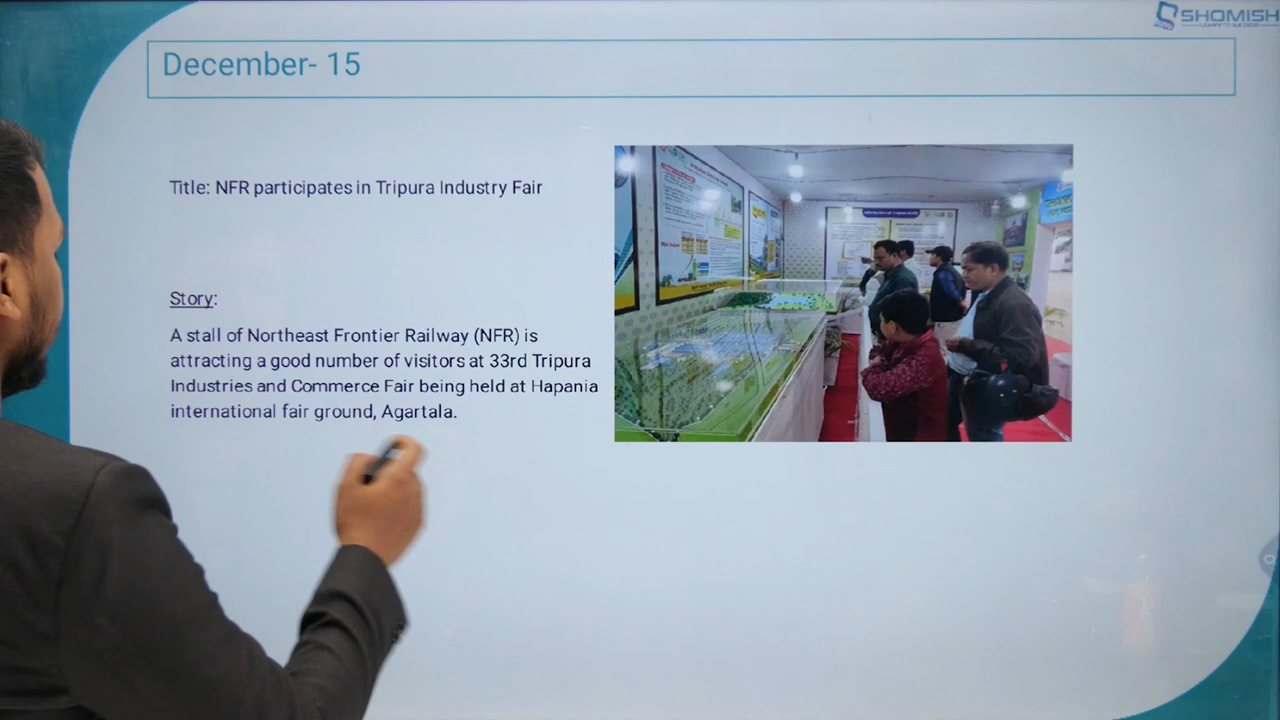 SHOMISH
December- 15
Title: NFR participates in Tripura Industry Fair
Story:
A stall of Northeast Frontier Railway (NFR) is
attracting a good number of visitors at 33rd Tripura
Industries and Commerce Fair being held at Hapania
international fair ground, Agartala.